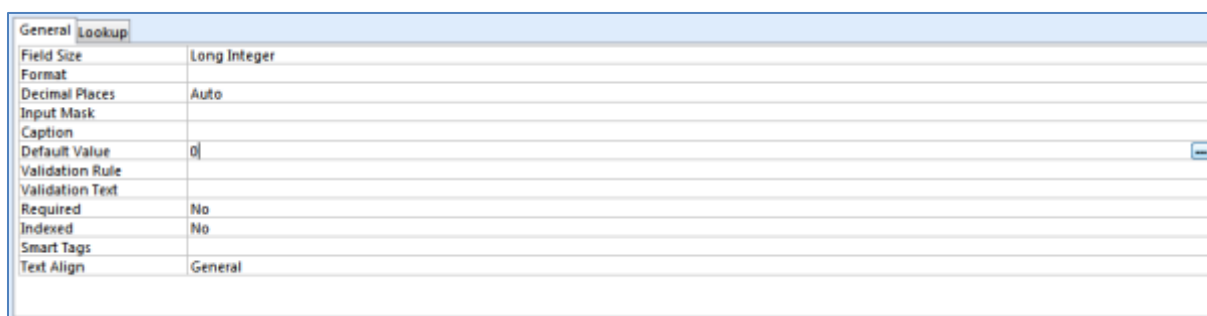 General Lookup
Field Size Long Integer
Format
Decimal Places Auto
Input Mask
Caption
Default Value 0
Validation Rule
Validation Text
Required No
Indexed No
Smart Tags
Text Align General